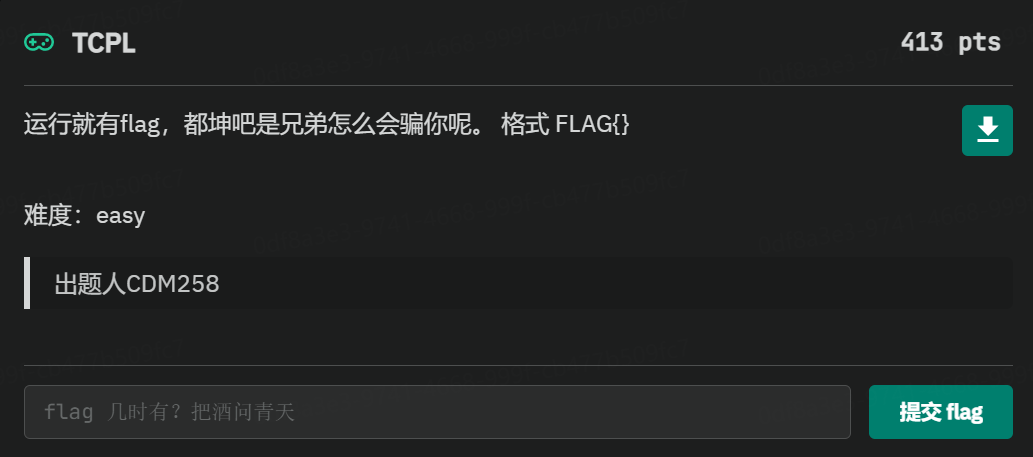 TCPL
413 pts
运行就有flag，都坤吧是兄弟怎么会骗你呢。 格式 FLAG{}
难度：easy
出题人CDM258
flag 几时有？把酒问青天
提交 flag